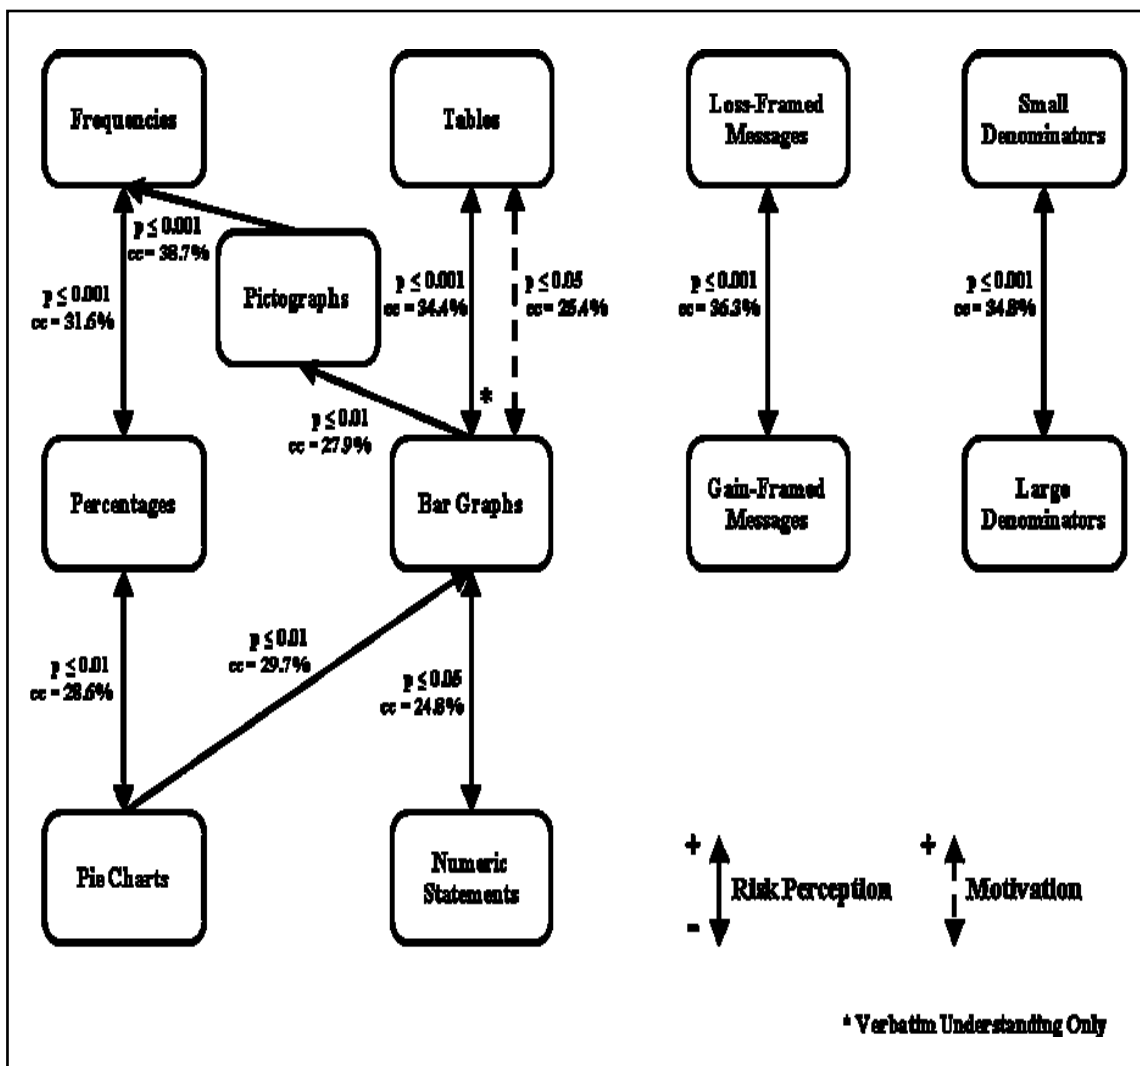 Frequencies
Tables
Loss-Framed
Messages
Small
Denominators
p ≤ 0.001
cc = 38.7%
Pictographs
p ≤ 0.001
cc = 31.6%
p ≤ 0.001
cc = 34.4%
p ≤ 0.05
cc = 25.4%
p ≤ 0.001
cc = 36.3%
p ≤ 0.001
cc = 34.8%
*
p ≤ 0.01
cc = 27.9%
Percentages
Bar Graphs
Gain-Framed
Messages
Large
Denominators
p ≤ 0.01
cc = 28.6%
p ≤ 0.01
cc = 29.7%
p ≤ 0.05
cc = 24.8%
Pie Charts
Numeric
Statements
+
Risk Perception
-
+
Motivation
* Verbatim Understanding Only